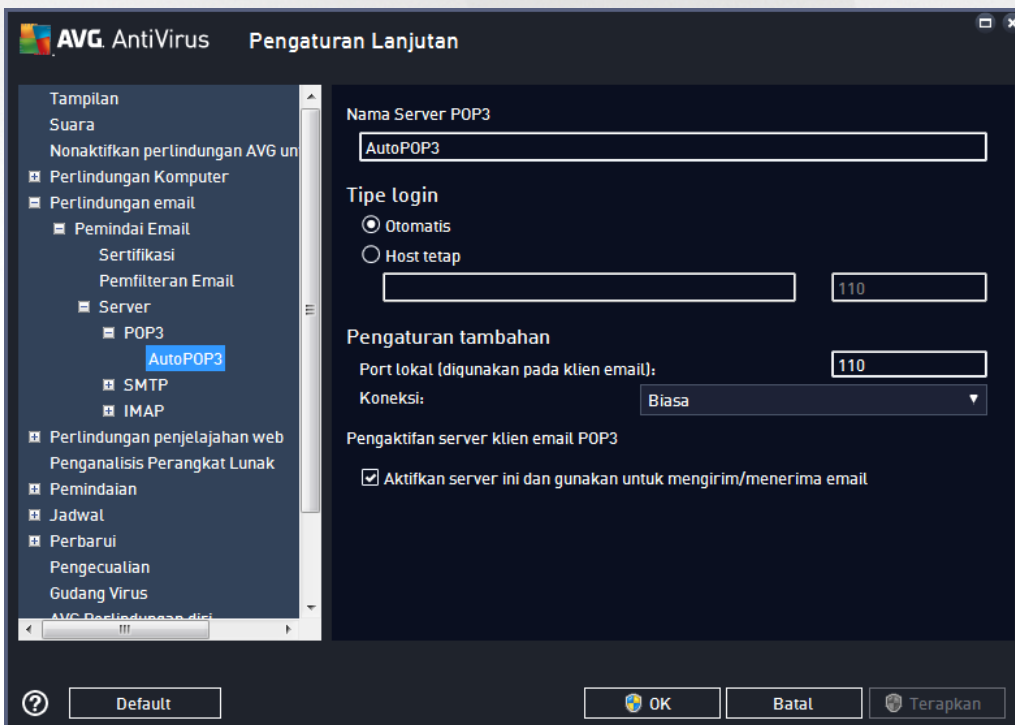 AVG AntiVirus Pengaturan Lanjutan
Tampilan
Suara
Nonaktifkan perlindungan AVG un
Perlindungan Komputer
Perlindungan email
Pemindai Email
Sertifikasi
Pemfilteran Email
Server
POP3
AutoPOP3
SMTP
IMAP
Perlindungan penjelajahan web
Penganalisis Perangkat Lunak
Pemindaian
Jadwal
Perbarui
Pengecualian
Gudang Virus
AVG Perlindungan diri
Nama Server POP3
AutoPOP3
Tipe login
Otomatis
Host tetap
110
Pengaturan tambahan
Port lokal (digunakan pada klien email): 110
Koneksi: Biasa
Pengaktifan server klien email POP3
Aktifkan server ini dan gunakan untuk mengirim/menerima email
Default OK Batal Terapkan